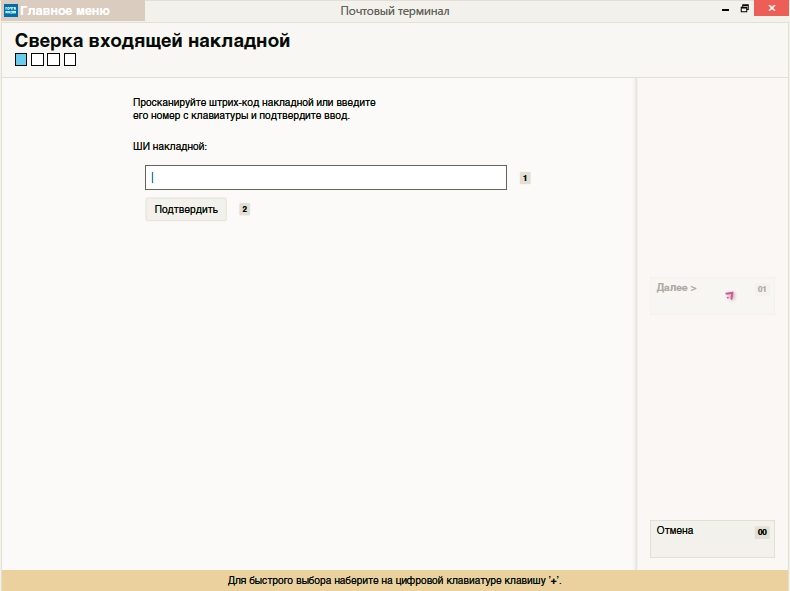 Главное меню
Почтовый терминал
Сверка входящей накладной
Просканируйте штрих-код накладной или введите
его номер с клавиатуры и подтвердите ввод.
ШИ накладной:
1
Подтвердить 2
Далее > 01
Отмена 00
Для быстрого выбора наберите на цифровой клавиатуре клавишу '+'.